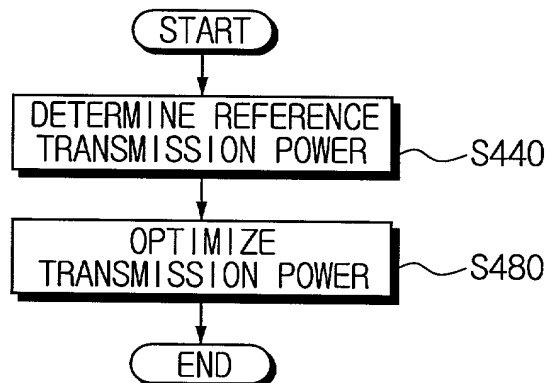 START
DETERMINE REFERENCE
TRANSMISSION POWER
S440
OPTIMIZE
TRANSMISSION POWER
S480
END